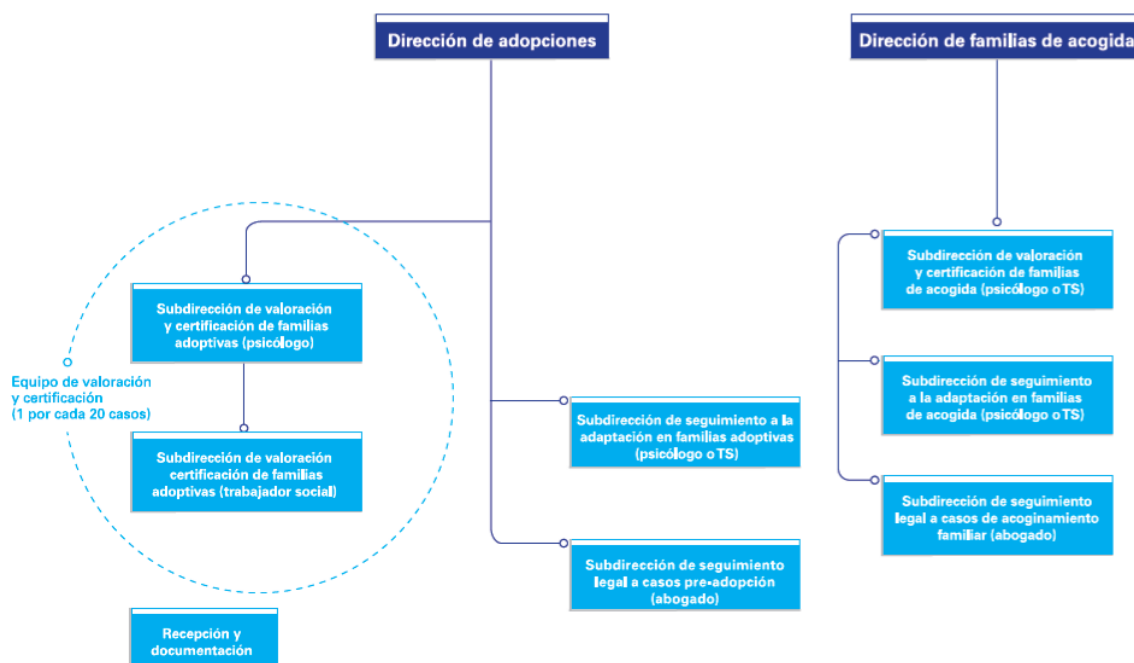 Dirección de adopciones
Dirección de familias de acogida
Subdirección de valoración
y certificación de familias
adoptivas (psicólogo)
Equipo de valoración
y certificación
(1 por cada 20 casos)
Subdirección de valoración
certificación de familias
adoptivas (trabajador social)
Recepción y
documentación
Subdirección de seguimiento a la
adaptación en familias adoptivas
(psicólogo o TS)
Subdirección de seguimiento
legal a casos pre-adopción
(abogado)
Subdirección de valoración
y certificación de familias
de acogida (psicólogo o TS)
Subdirección de seguimiento
a la adaptación en familias
de acogida (psicólogo o TS)
Subdirección de seguimiento
legal a casos de acoginamiento
familiar (abogado)